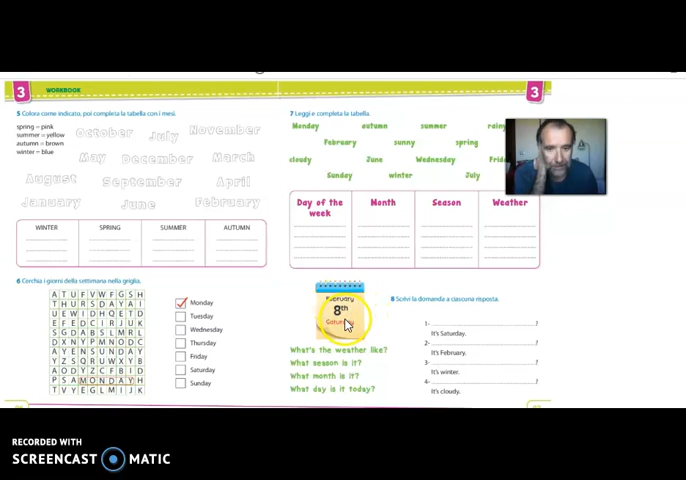 3 WORKBOOK 3
5 Colora come indicato, poi completa la tabella con i mesi.
spring = pink
summer = yellow
autumn = brown
winter = blue
October July November
May December March
August September April
January June February
WINTER SPRING SUMMER AUTUMN
6 Cerchia i giorni della settimana nella griglia.
A T U F V W F G S H
T H U R S D A Y A I
U E W I D H Q E T D
E F E D C I R J U K
S G D A B S L M R L
D X N Y P M N O D C
A Y E N S U N D A Y
Y Z S Q R U W X Y B
A O D Y Z C F B I D
P S A M O N D A Y H
T V Y E G L M I J K
Monday
Tuesday
Wednesday
Thursday
Friday
Saturday
Sunday
7 Leggi e completa la tabella.
Monday autumn summer
February sunny spring
cloudy June Wednesday
Sunday winter July
Day of the week Month Season Weather
February
8th
Saturday
What's the weather like?
What season is it?
What month is it?
What day is it today?
8 Scrivi la domanda a ciascuna risposta.
1- ?
It's Saturday.
2- ?
It's February.
3- ?
It's winter.
4- ?
It's cloudy.
RECORDED WITH
SCREENCAST MATIC